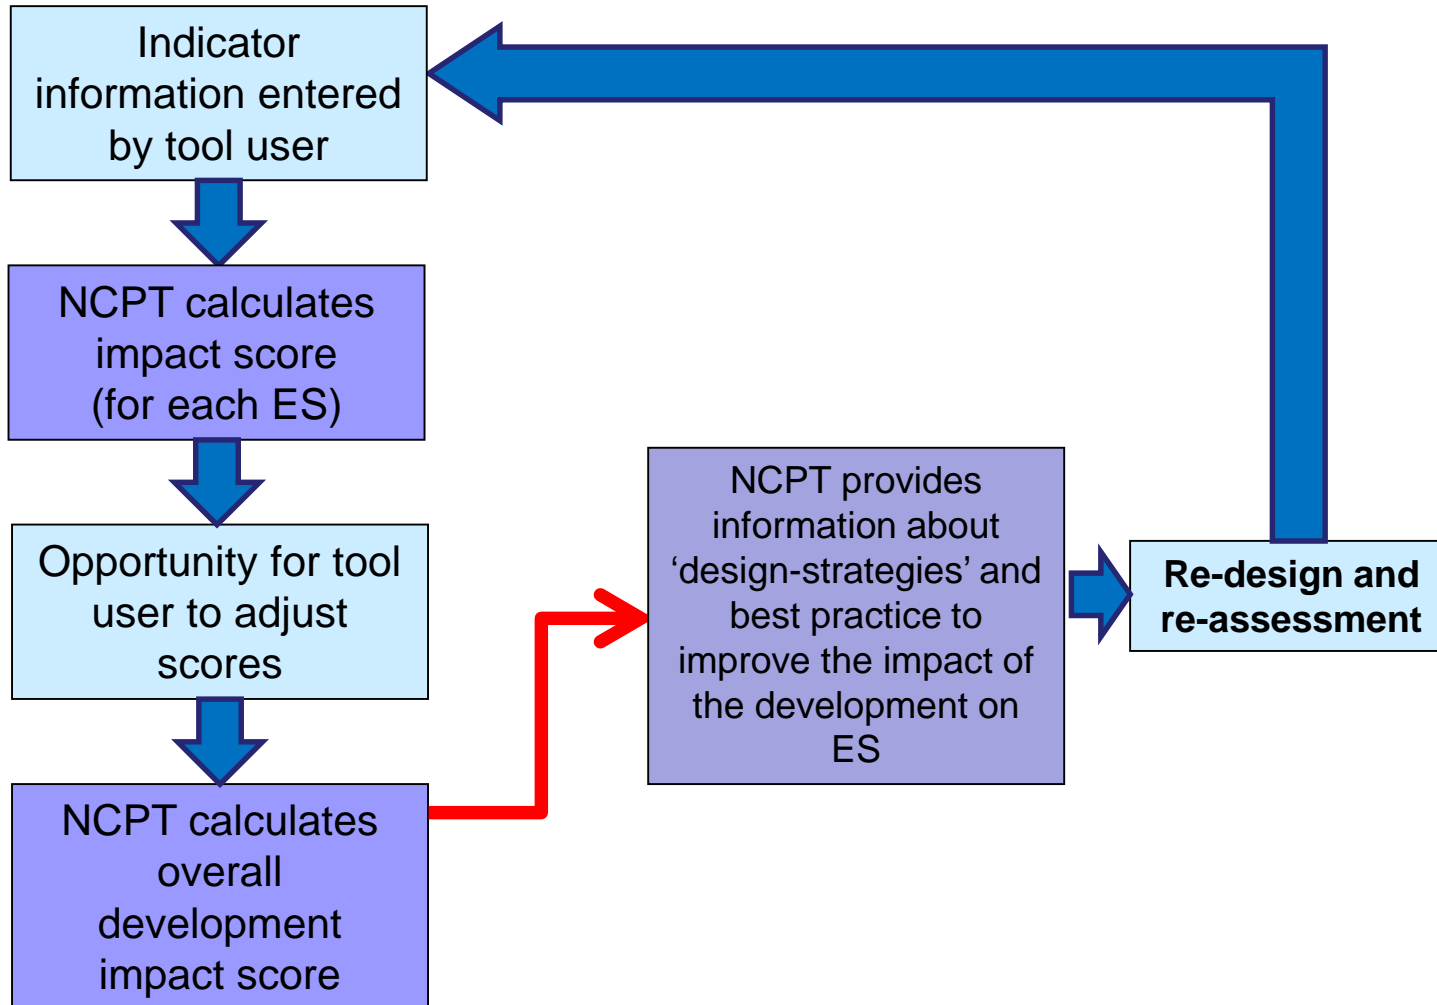 Indicator
information entered
by tool user
NCPT calculates
impact score
(for each ES)
Opportunity for tool
user to adjust
scores
NCPT calculates
overall
development
impact score
NCPT provides
information about
‘design-strategies’ and
best practice to
improve the impact of
the development on
ES
Re-design and
re-assessment